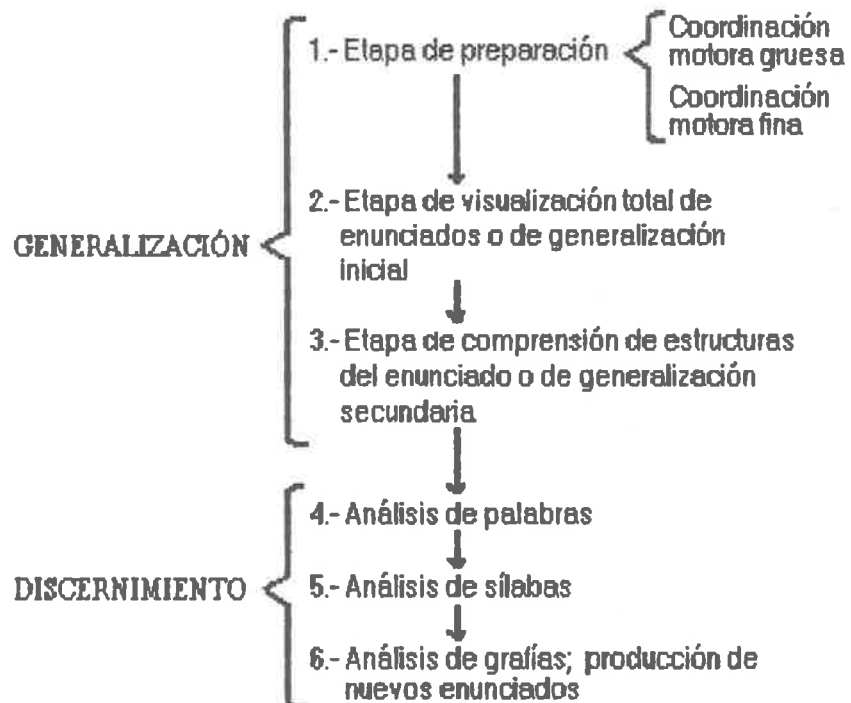 1.- Etapa de preparación
Coordinación
motora gruesa
Coordinación
motora fina
GENERALIZACIÓN
2.- Etapa de visualización total de
enunciados o de generalización
inicial
3.- Etapa de comprensión de estructuras
del enunciado o de generalización
secundaria
DISCERNIMIENTO
4.- Análisis de palabras
5.- Análisis de sílabas
6.- Análisis de grafías; producción de
nuevos enunciados